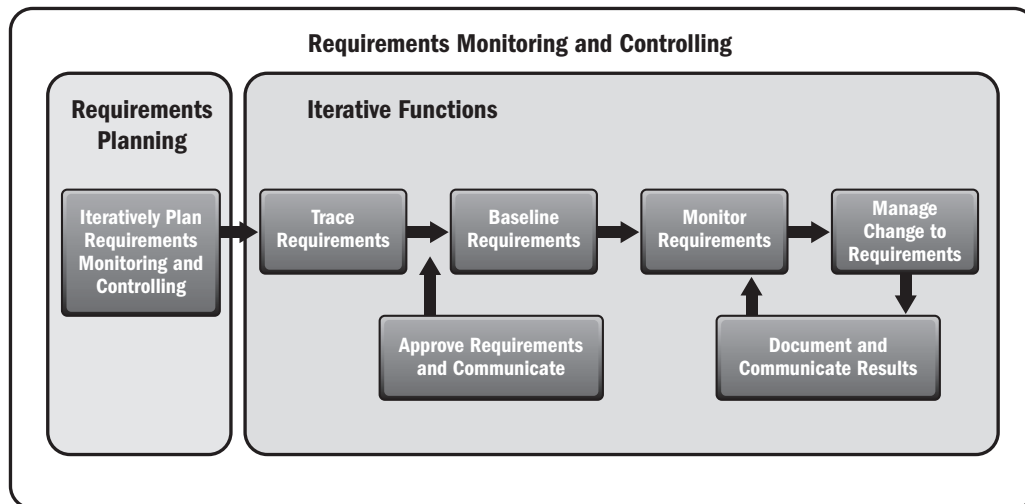 Requirements Monitoring and Controlling
Requirements
Planning
Iterative Functions
Iteratively Plan
Requirements
Monitoring and
Controlling
Trace
Requirements
Baseline
Requirements
Monitor
Requirements
Manage
Change to
Requirements
Approve Requirements
and Communicate
Document and
Communicate Results